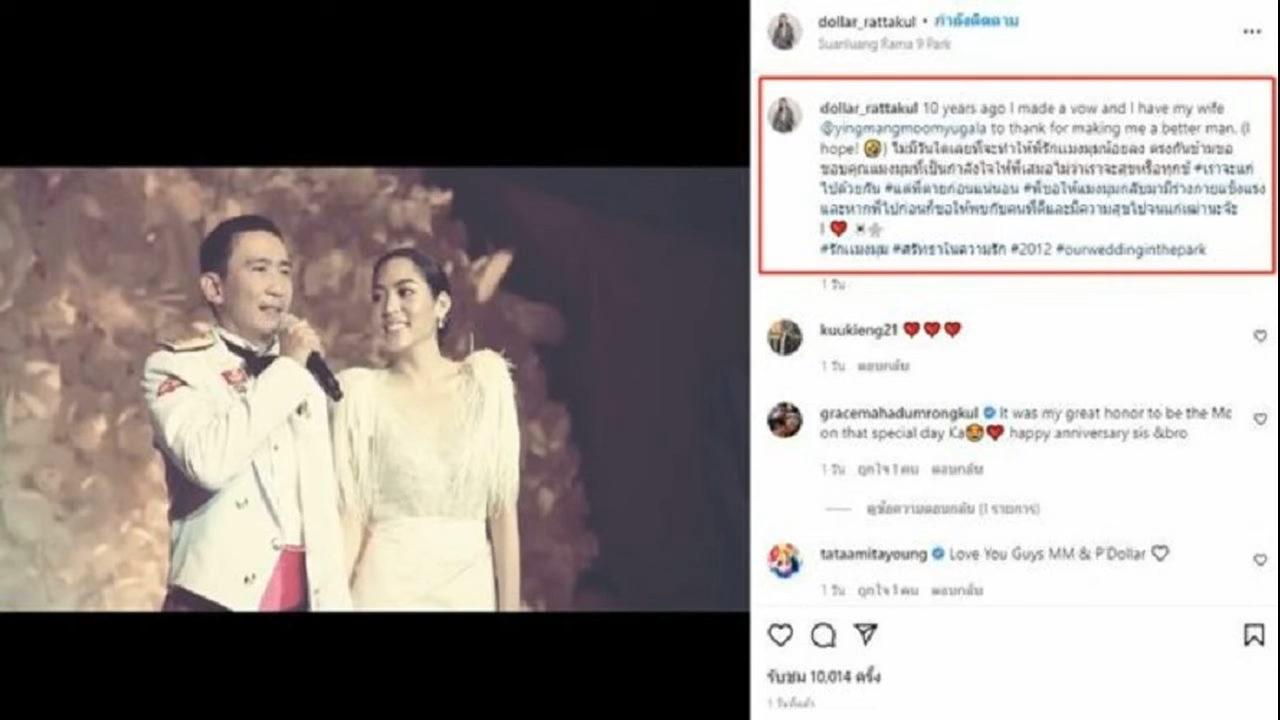 dollar_rattakul • กำลังติดตาม
Suanluang Rama 9 Park
dollar_rattakul 10 years ago I made a vow and I have my wife
@yingmangmoomyugala to thank for making me a better man. (I
hope! 🤣) ไม่มีวันใดเลยที่จะทำให้พี่รักแมงมุมน้อยลง ตรงกันข้ามขอ
ขอบคุณแมงมุมที่เป็นกำลังใจให้พี่เสมอไม่ว่าเราจะสุขหรือทุกข์ #เราจะแก่
ไปด้วยกัน #แต่พี่ตายก่อนแน่นอน #พี่ขอให้แมงมุมกลับมามีร่างกายแข็งแรง
และหากพี่ไปก่อนก็ขอให้พบกับคนที่ดีและมีความสุขไปจนแก่เฒ่านะจ๊ะ
! ❤️
#รักแมงมุม #ศรัทธาในความรัก #2012 #ourweddinginthepark
1 วัน
kuukieng21 ❤️❤️❤️
1 วัน ตอบกลับ
gracemahadumrongkul It was my great honor to be the Mc
on that special day Ka😍❤️ happy anniversary sis &bro
1 วัน ถูกใจ 1 คน ตอบกลับ
ดูข้อความตอบกลับ (1 รายการ)
tataamitayoung Love You Guys MM & P'Dollar ♡
1 วัน ถูกใจ 1 คน ตอบกลับ
รับชม 10,014 ครั้ง
1 วันที่แล้ว